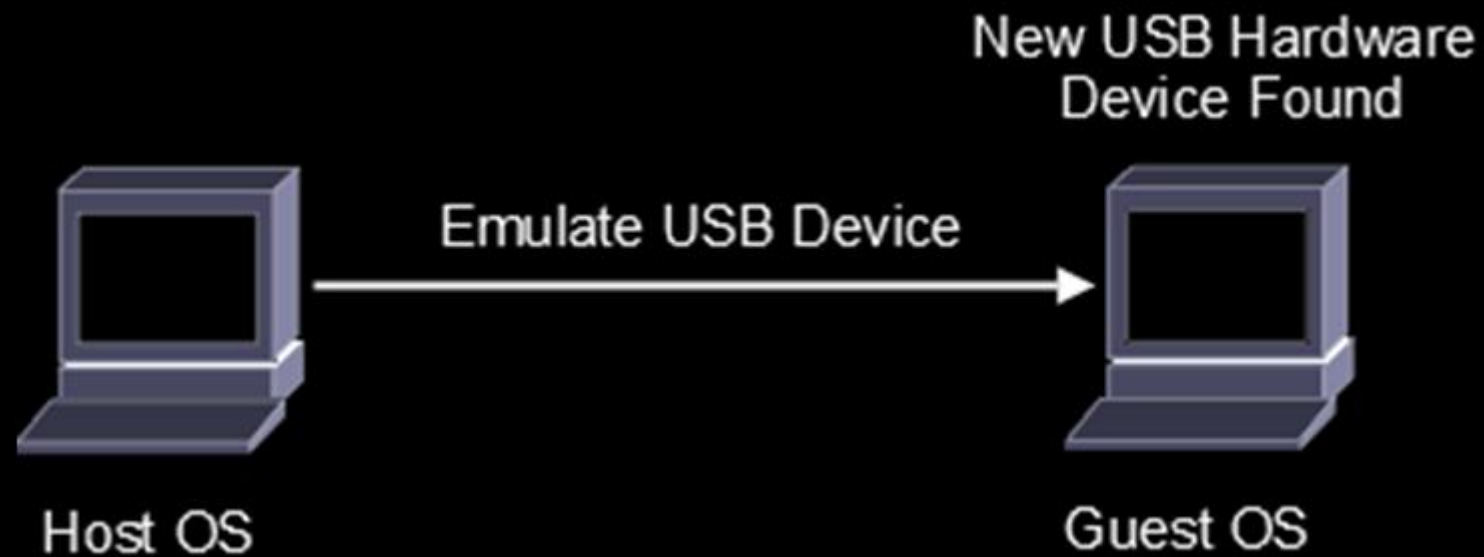 New USB Hardware
Device Found
Emulate USB Device
Host OS
Guest OS